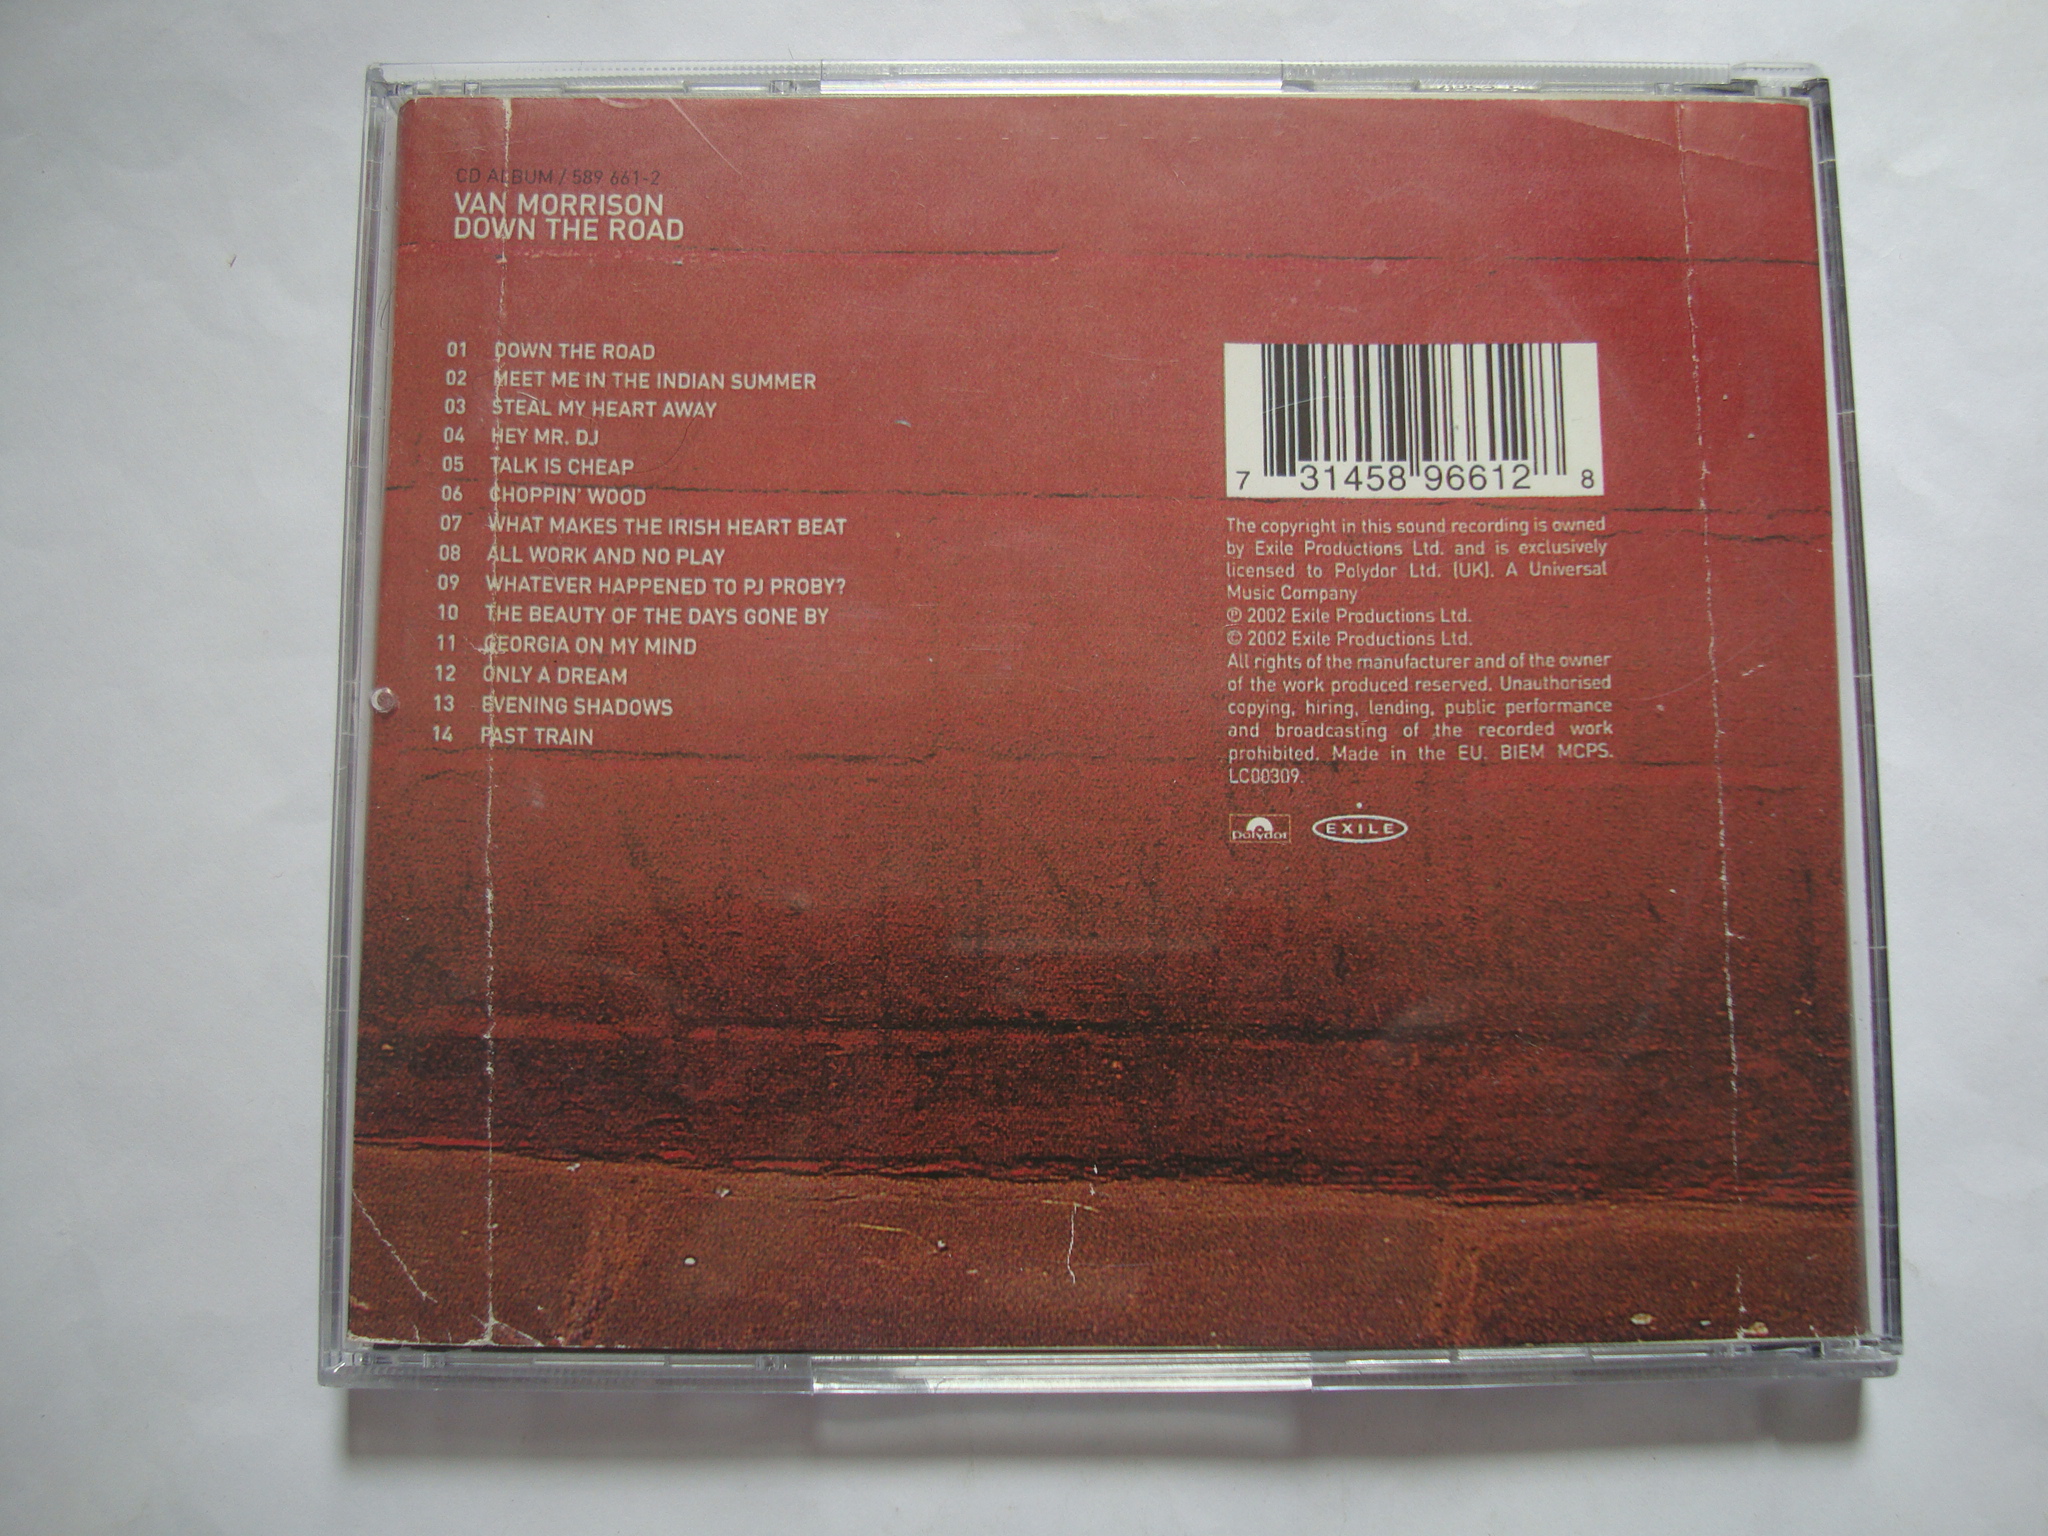 CD ALBUM / 589 661-2
VAN MORRISON
DOWN THE ROAD
01 DOWN THE ROAD
02 MEET ME IN THE INDIAN SUMMER
03 STEAL MY HEART AWAY
04 HEY MR. DJ
05 TALK IS CHEAP
06 CHOPPIN' WOOD
07 WHAT MAKES THE IRISH HEART BEAT
08 ALL WORK AND NO PLAY
09 WHATEVER HAPPENED TO PJ PROBY?
10 THE BEAUTY OF THE DAYS GONE BY
11 GEORGIA ON MY MIND
12 ONLY A DREAM
13 EVENING SHADOWS
14 FAST TRAIN
7 31458 96612 8
The copyright in this sound recording is owned
by Exile Productions Ltd. and is exclusively
licensed to Polydor Ltd. (UK). A Universal
Music Company
℗ 2002 Exile Productions Ltd.
© 2002 Exile Productions Ltd.
All rights of the manufacturer and of the owner
of the work produced reserved. Unauthorised
copying, hiring, lending, public performance
and broadcasting of the recorded work
prohibited. Made in the EU. BIEM MCPS.
LC00309.
Polydor EXILE